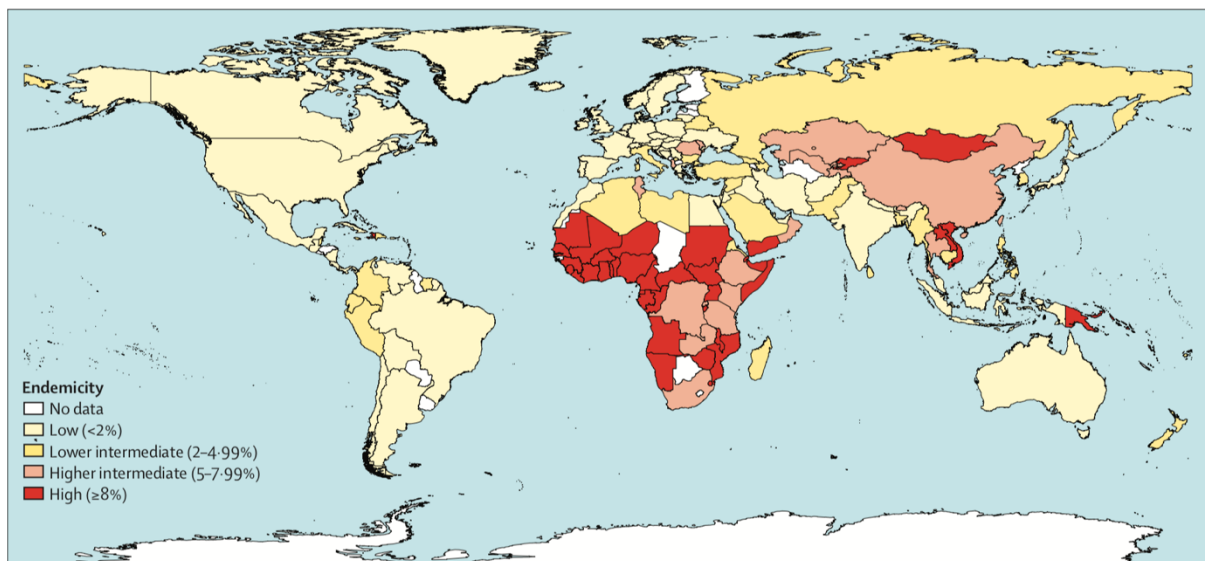 Endemicity
No data
Low (<2%)
Lower intermediate (2–4·99%)
Higher intermediate (5–7·99%)
High (≥8%)